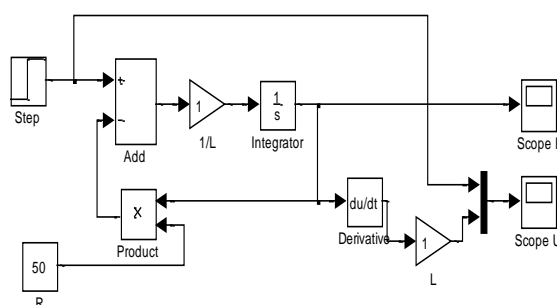 Step
+
−
Add
1
1/L
1
s
Integrator
Scope I
x
Product
du/dt
Derivative
1
L
Scope U
50
R